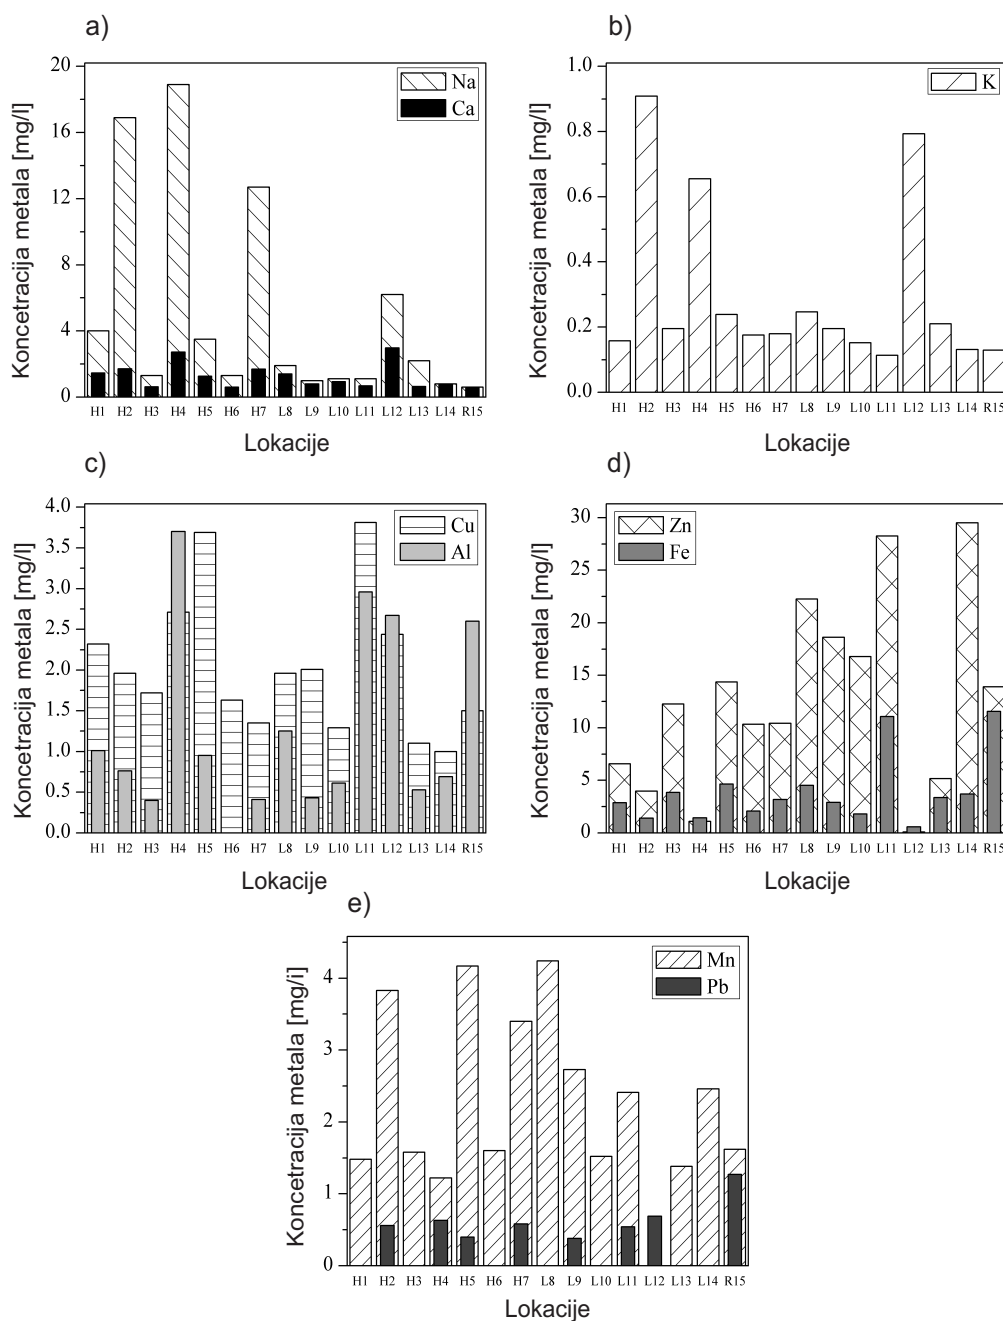 a)
Koncetracija metala [mg/l]
20
16
12
8
4
0
Na
Ca
H1 H2 H3 H4 H5 H6 H7 L8 L9 L10 L11 L12 L13 L14 R15
Lokacije
b)
Koncetracija metala [mg/l]
1.0
0.8
0.6
0.4
0.2
0.0
K
H1 H2 H3 H4 H5 H6 H7 L8 L9 L10 L11 L12 L13 L14 R15
Lokacije
c)
Koncetracija metala [mg/l]
4.0
3.5
3.0
2.5
2.0
1.5
1.0
0.5
0.0
Cu
Al
H1 H2 H3 H4 H5 H6 H7 L8 L9 L10 L11 L12 L13 L14 R15
Lokacije
d)
Koncetracija metala [mg/l]
30
25
20
15
10
5
0
Zn
Fe
H1 H2 H3 H4 H5 H6 H7 L8 L9 L10 L11 L12 L13 L14 R15
Lokacije
e)
Koncetracija metala [mg/i]
4
3
2
1
0
Mn
Pb
H1 H2 H3 H4 H5 H6 H7 L8 L9 L10 L11 L12 L13 L14 R15
Lokacije